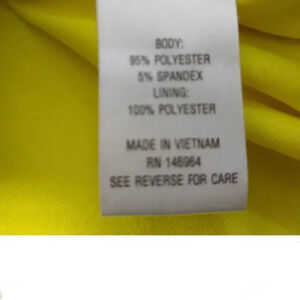 BODY:
95% POLYESTER
5% SPANDEX
LINING:
100% POLYESTER
MADE IN VIETNAM
RN 146964
SEE REVERSE FOR CARE